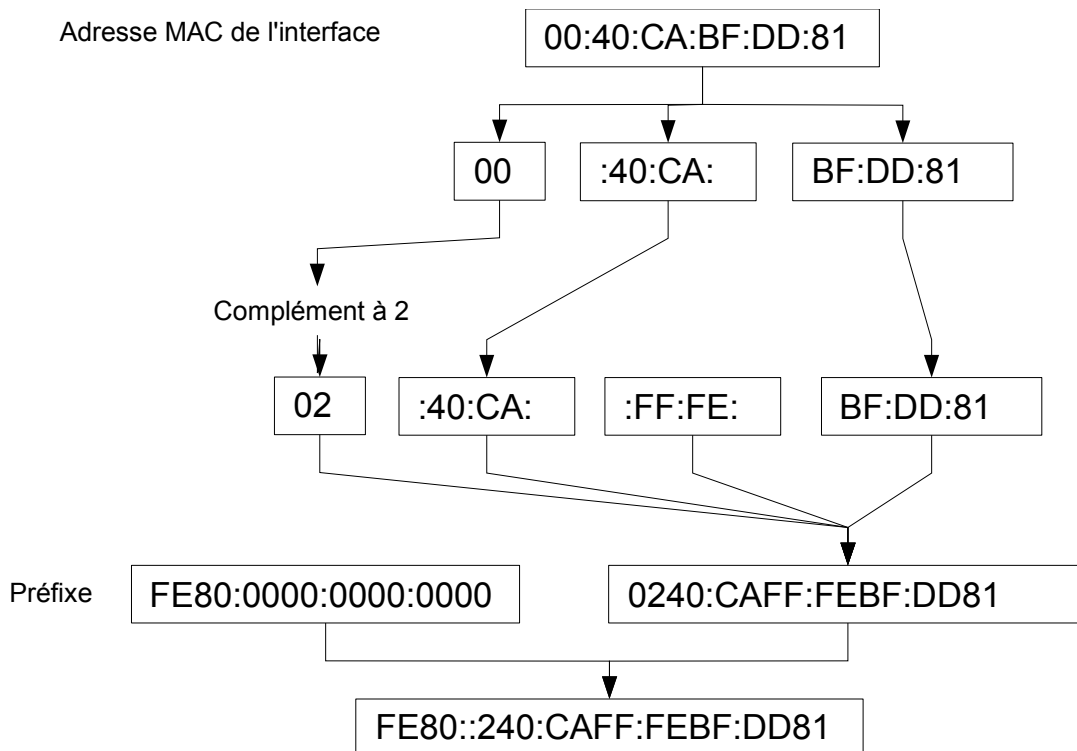 Adresse MAC de l'interface
00:40:CA:BF:DD:81
00
:40:CA:
BF:DD:81
Complément à 2
02
:40:CA:
:FF:FE:
BF:DD:81
Préfixe
FE80:0000:0000:0000
0240:CAFF:FEBF:DD81
FE80::240:CAFF:FEBF:DD81